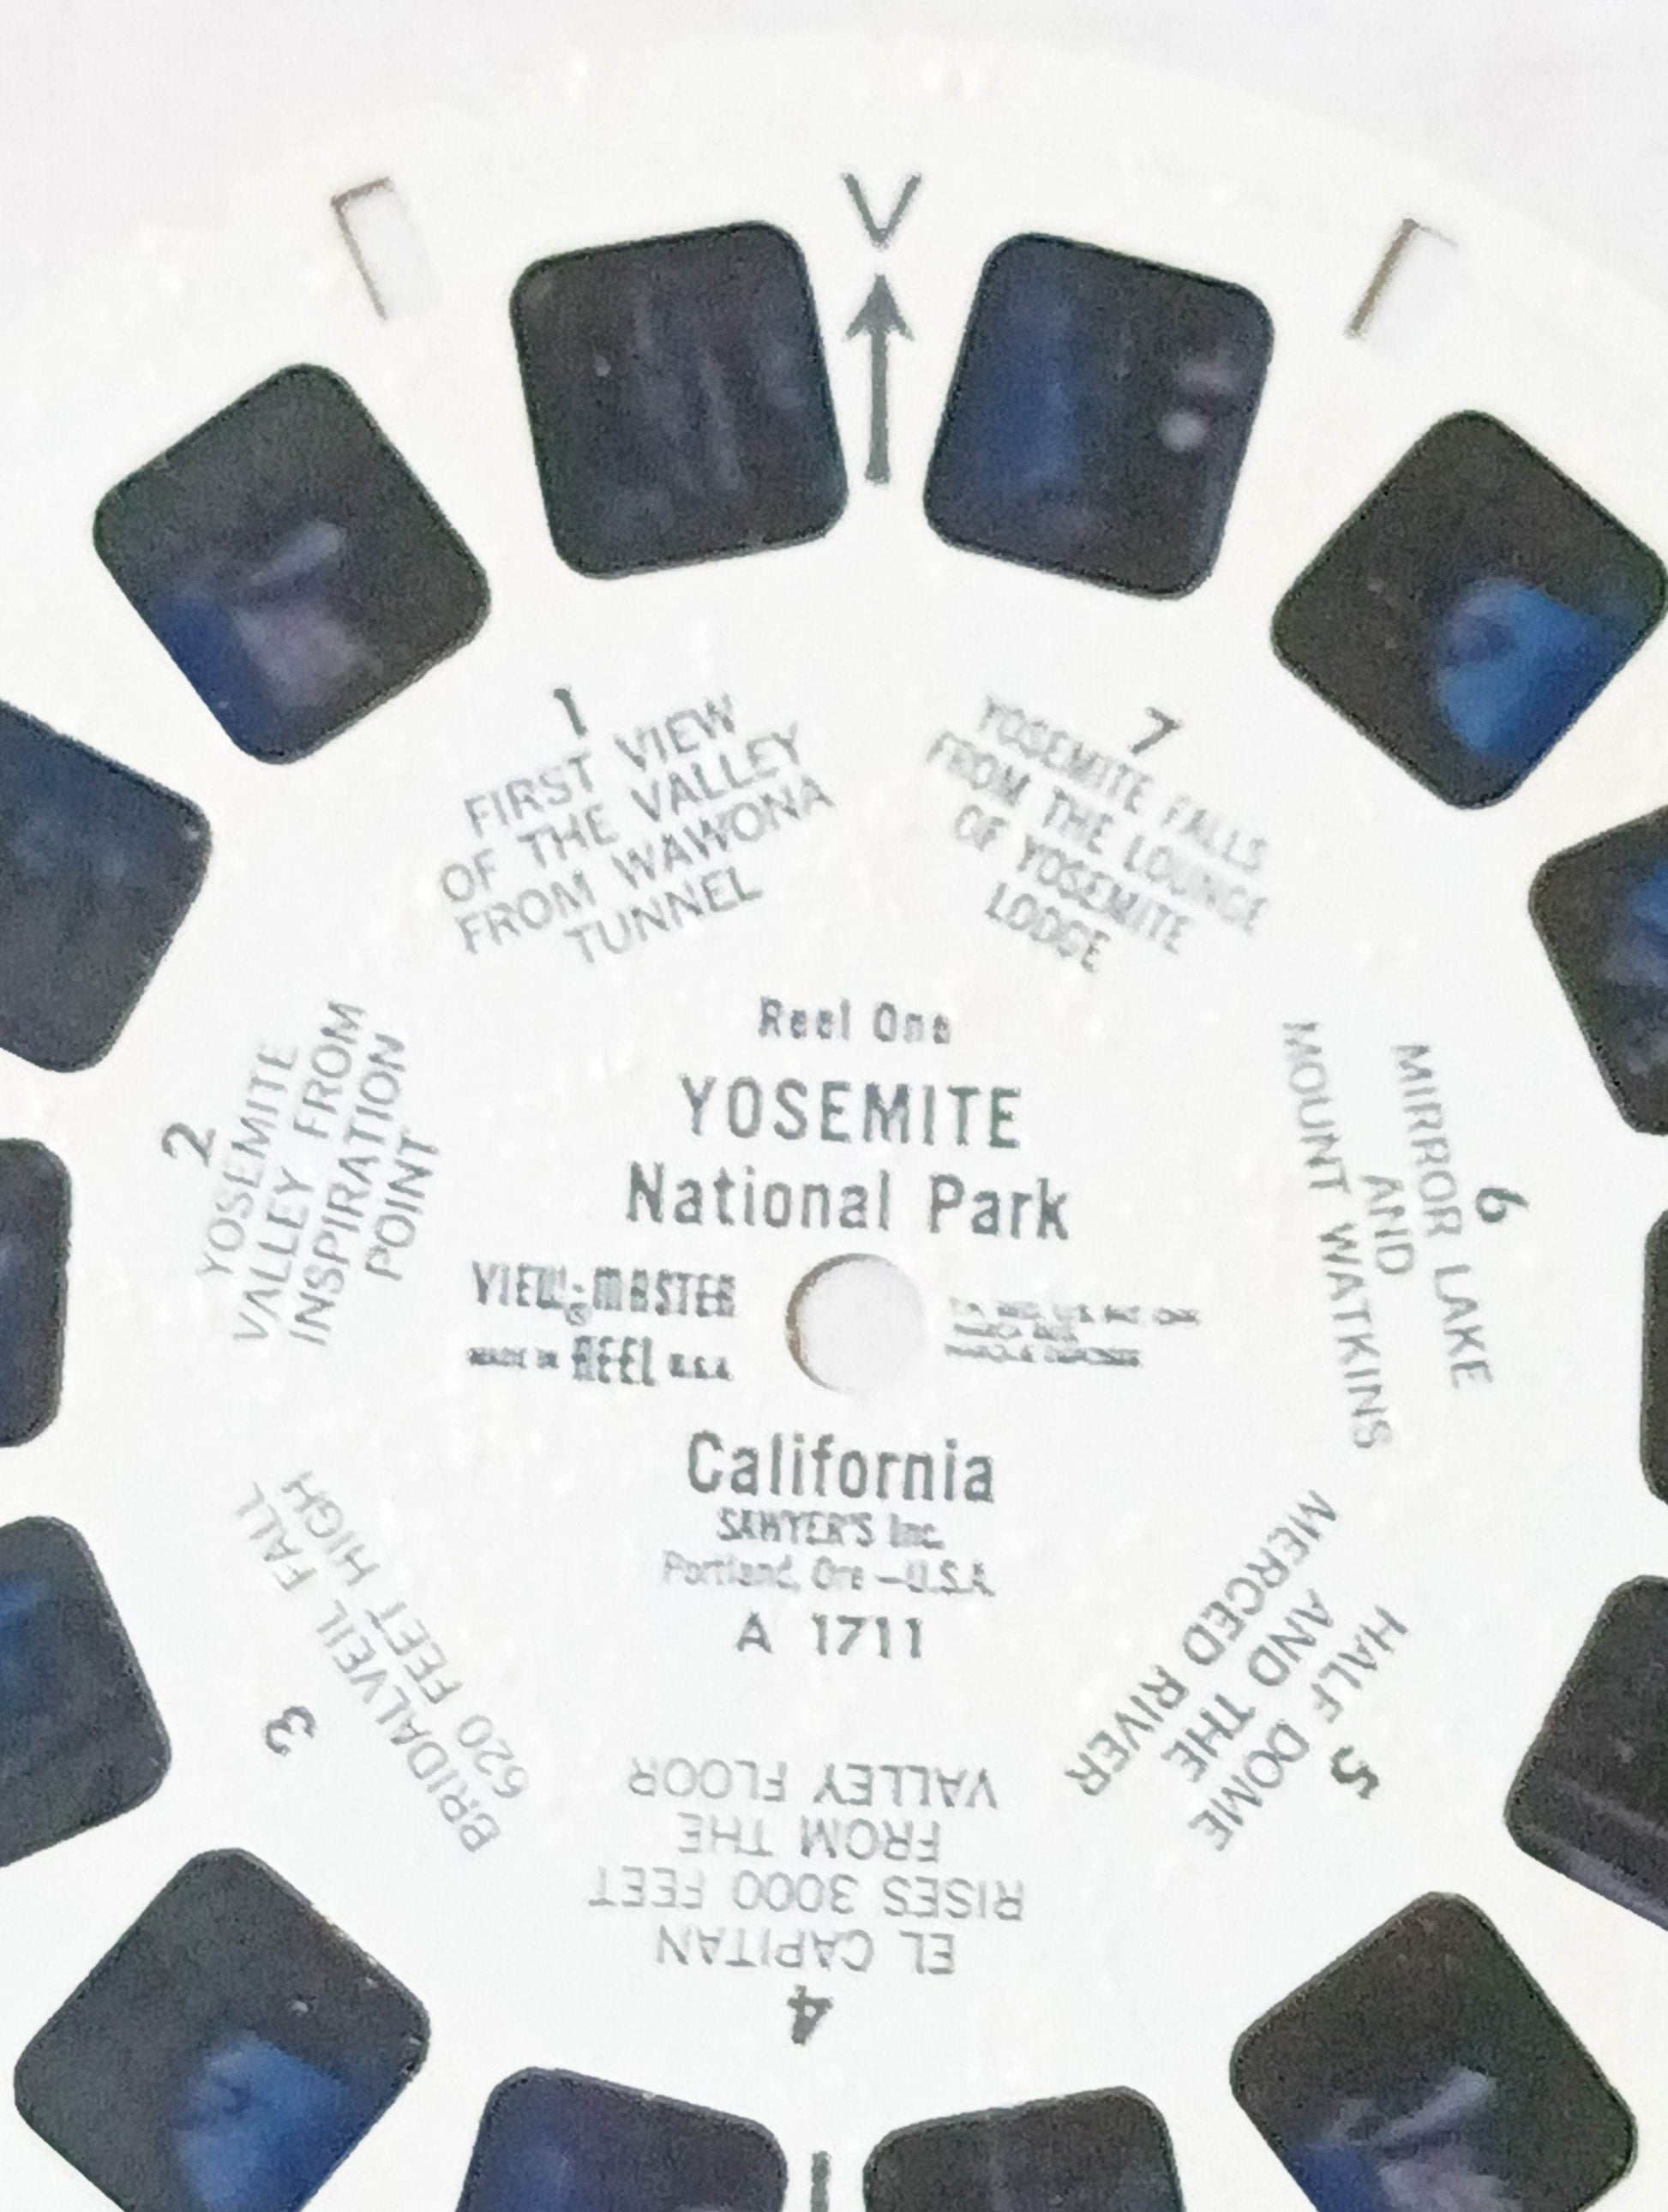 V
1
FIRST VIEW
OF THE VALLEY
FROM WAWONA
TUNNEL
7
YOSEMITE FALLS
FROM THE LOUNGE
OF YOSEMITE
LODGE
Reel One
YOSEMITE
National Park
VIEW-MASTER
MADE IN REEL U.S.A.
California
SAWYER'S Inc.
Portland, Ore—U.S.A.
A 1711
2
YOSEMITE
VALLEY FROM
INSPIRATION
POINT
3
BRIDALVEIL FALL
620 FEET HIGH
4
EL CAPITAN
RISES 3000 FEET
FROM THE
VALLEY FLOOR
5
HALF DOME
AND THE
MERCED RIVER
6
MIRROR LAKE
AND
MOUNT WATKINS